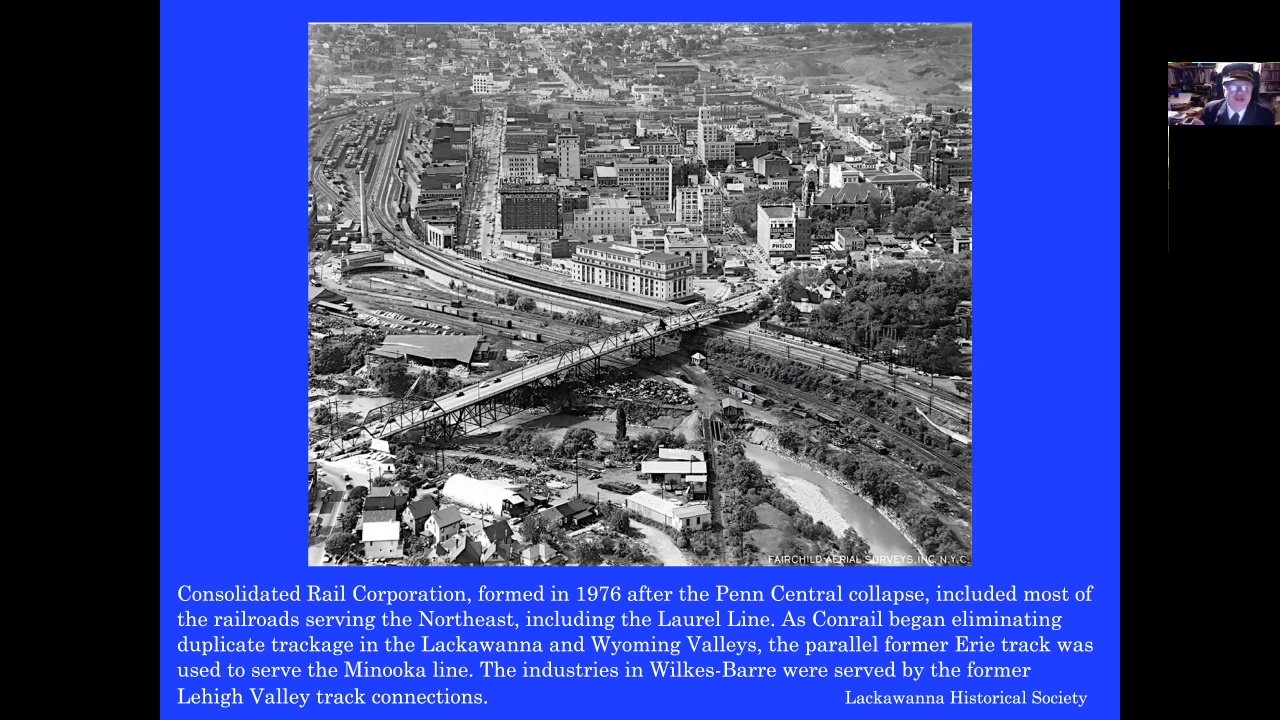 PHILCO
FAIRCHILD AERIAL SURVEYS, INC. N.Y.C.
Consolidated Rail Corporation, formed in 1976 after the Penn Central collapse, included most of
the railroads serving the Northeast, including the Laurel Line. As Conrail began eliminating
duplicate trackage in the Lackawanna and Wyoming Valleys, the parallel former Erie track was
used to serve the Minooka line. The industries in Wilkes-Barre were served by the former
Lehigh Valley track connections.
Lackawanna Historical Society